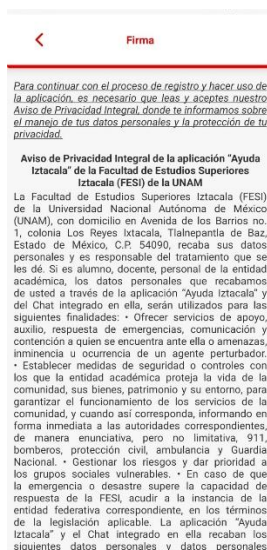 Firma
Para continuar con el proceso de registro y hacer uso de
la aplicación, es necesario que leas y aceptes nuestro
Aviso de Privacidad Integral, donde te informamos sobre
el manejo de tus datos personales y la protección de tu
privacidad.
Aviso de Privacidad Integral de la aplicación “Ayuda
Iztacala” de la Facultad de Estudios Superiores
Iztacala (FESI) de la UNAM
La Facultad de Estudios Superiores Iztacala (FESI)
de la Universidad Nacional Autónoma de México
(UNAM), con domicilio en Avenida de los Barrios no.
1, colonia Los Reyes Ixtacala, Tlalnepantla de Baz,
Estado de México, C.P. 54090, recaba sus datos
personales y es responsable del tratamiento que se
les dé. Si es alumno, docente, personal de la entidad
académica, los datos personales que recabamos
de usted a través de la aplicación “Ayuda Iztacala” y
del Chat integrado en ella, serán utilizados para las
siguientes finalidades: • Ofrecer servicios de apoyo,
auxilio, respuesta de emergencias, comunicación y
contención a quien se encuentra ante ella o amenazas,
inminencia u ocurrencia de un agente perturbador.
• Establecer medidas de seguridad o controles con
los que la entidad académica proteja la vida de la
comunidad, sus bienes, patrimonio y su entorno, para
garantizar el funcionamiento de los servicios de la
comunidad, y cuando así corresponda, informando en
forma inmediata a las autoridades correspondientes,
de manera enunciativa, pero no limitativa, 911,
bomberos, protección civil, ambulancia y Guardia
Nacional. • Gestionar los riesgos y dar prioridad a
los grupos sociales vulnerables. • En caso de que
la emergencia o desastre supere la capacidad de
respuesta de la FESI, acudir a la instancia de la
entidad federativa correspondiente, en los términos
de la legislación aplicable. La aplicación “Ayuda
Iztacala” y el Chat integrado en ella recaban los
siguientes datos personales y datos personales